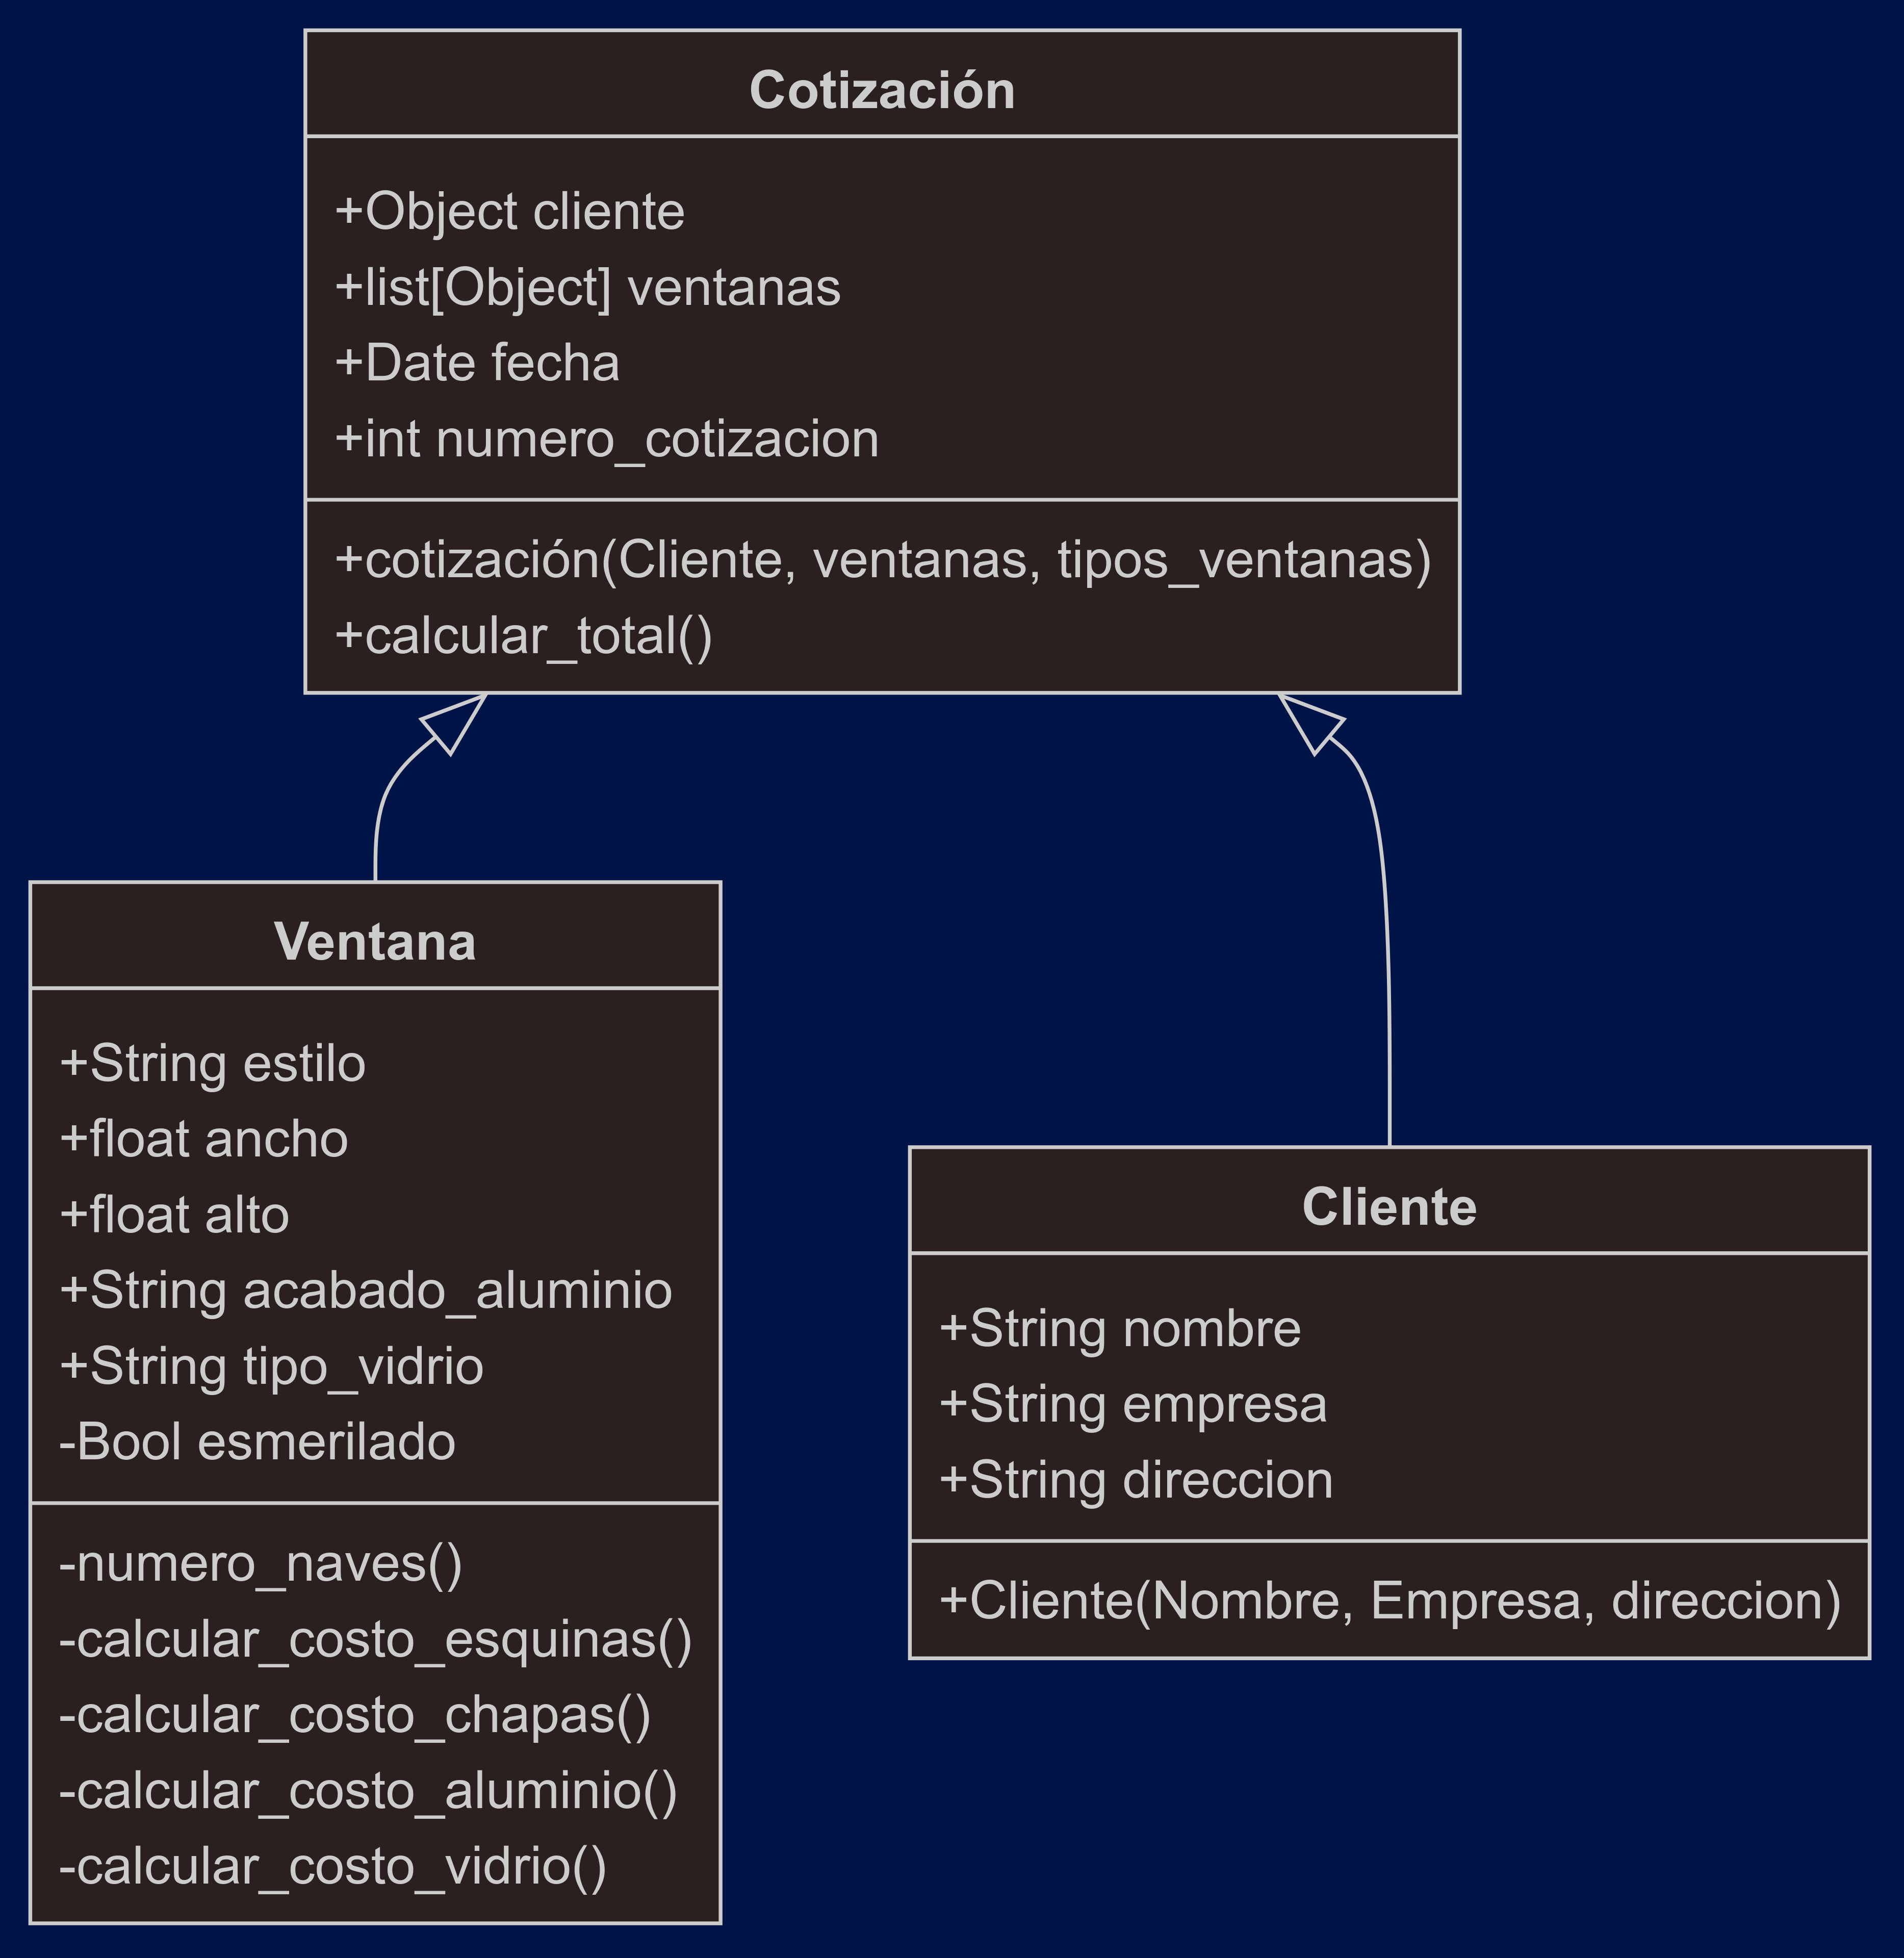 Cotización
+Object cliente
+list[Object] ventanas
+Date fecha
+int numero_cotizacion
+cotización(Cliente, ventanas, tipos_ventanas)
+calcular_total()
Ventana
+String estilo
+float ancho
+float alto
+String acabado_aluminio
+String tipo_vidrio
-Bool esmerilado
-numero_naves()
-calcular_costo_esquinas()
-calcular_costo_chapas()
-calcular_costo_aluminio()
-calcular_costo_vidrio()
Cliente
+String nombre
+String empresa
+String direccion
+Cliente(Nombre, Empresa, direccion)